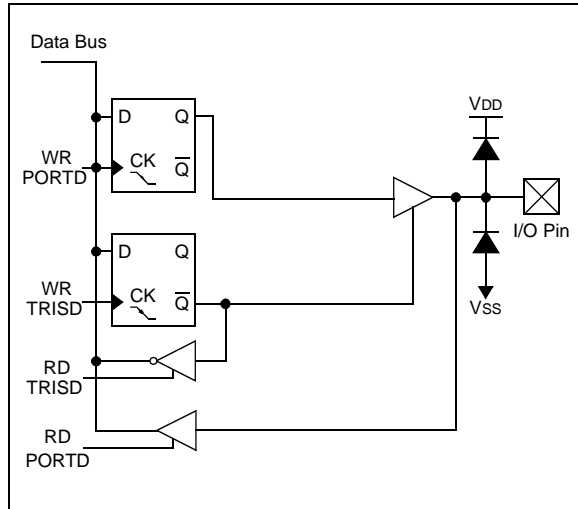 Data Bus
D Q
WR
PORTD
CK
Q
VDD
I/O Pin
D Q
WR
TRISD
CK
Q
VSS
RD
TRISD
RD
PORTD